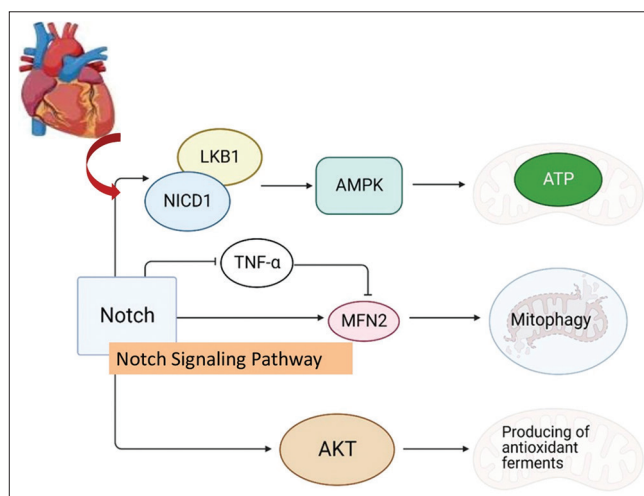 LKB1
NICD1
AMPK
ATP
TNF-α
Notch
MFN2
Mitophagy
Notch Signaling Pathway
AKT
Producing of
antioxidant
ferments